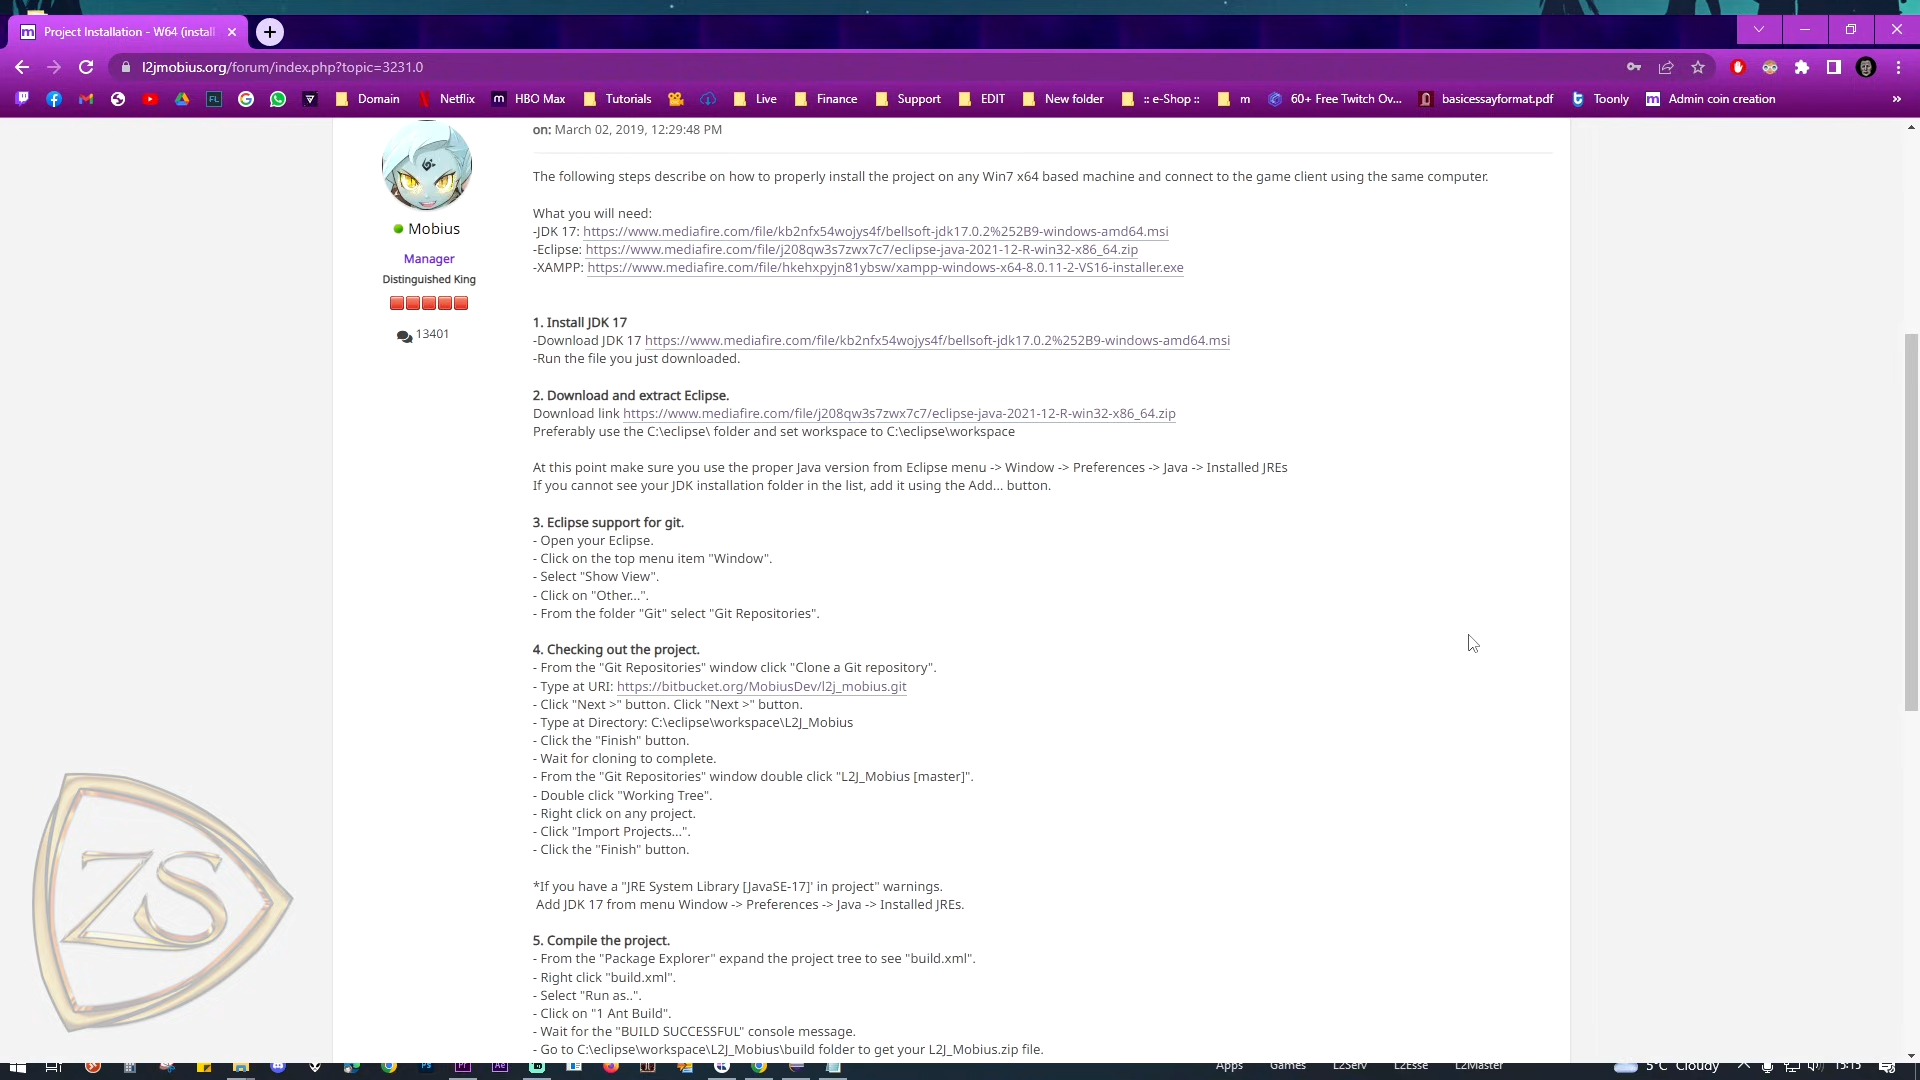 Project Installation - W64 (instal
l2jmobius.org/forum/index.php?topic=3231.0
Domain
Netflix
HBO Max
Tutorials
Live
Finance
Support
EDIT
New folder
:: e-Shop ::
m
60+ Free Twitch Ov...
basicessayformat.pdf
Toonly
Admin coin creation
»
on: March 02, 2019, 12:29:48 PM
Mobius
Manager
Distinguished King
13401
The following steps describe on how to properly install the project on any Win7 x64 based machine and connect to the game client using the same computer.
What you will need:
-JDK 17: https://www.mediafire.com/file/kb2nfx54wojys4f/bellsoft-jdk17.0.2%252B9-windows-amd64.msi
-Eclipse: https://www.mediafire.com/file/j208qw3s7zwx7c7/eclipse-java-2021-12-R-win32-x86_64.zip
-XAMPP: https://www.mediafire.com/file/hkehxpyjn81ybsw/xampp-windows-x64-8.0.11-2-VS16-installer.exe
1. Install JDK 17
-Download JDK 17 https://www.mediafire.com/file/kb2nfx54wojys4f/bellsoft-jdk17.0.2%252B9-windows-amd64.msi
-Run the file you just downloaded.
2. Download and extract Eclipse.
Download link https://www.mediafire.com/file/j208qw3s7zwx7c7/eclipse-java-2021-12-R-win32-x86_64.zip
Preferably use the C:\eclipse\ folder and set workspace to C:\eclipse\workspace
At this point make sure you use the proper Java version from Eclipse menu -> Window -> Preferences -> Java -> Installed JREs
If you cannot see your JDK installation folder in the list, add it using the Add... button.
3. Eclipse support for git.
- Open your Eclipse.
- Click on the top menu item "Window".
- Select "Show View".
- Click on "Other...".
- From the folder "Git" select "Git Repositories".
4. Checking out the project.
- From the "Git Repositories" window click "Clone a Git repository".
- Type at URI: https://bitbucket.org/MobiusDev/l2j_mobius.git
- Click "Next >" button. Click "Next >" button.
- Type at Directory: C:\eclipse\workspace\L2J_Mobius
- Click the "Finish" button.
- Wait for cloning to complete.
- From the "Git Repositories" window double click "L2J_Mobius [master]".
- Double click "Working Tree".
- Right click on any project.
- Click "Import Projects...".
- Click the "Finish" button.
*If you have a "JRE System Library [JavaSE-17]' in project" warnings.
Add JDK 17 from menu Window -> Preferences -> Java -> Installed JREs.
5. Compile the project.
- From the "Package Explorer" expand the project tree to see "build.xml".
- Right click "build.xml".
- Select "Run as..".
- Click on "1 Ant Build".
- Wait for the "BUILD SUCCESSFUL" console message.
- Go to C:\eclipse\workspace\L2J_Mobius\build folder to get your L2J_Mobius.zip file.
ZS
Apps
Games
L2Serv
L2Esse
L2Master
5°C Cloudy
15:15